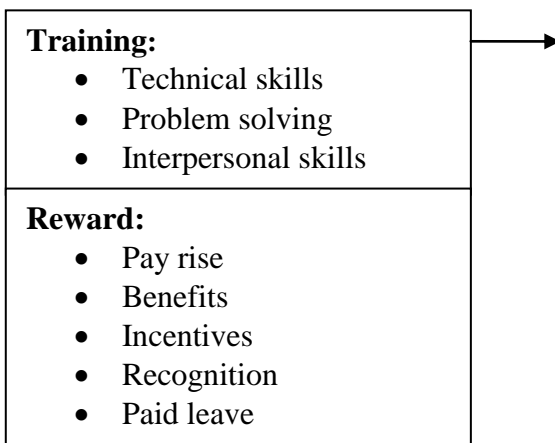 Training:
• Technical skills
• Problem solving
• Interpersonal skills
Reward:
• Pay rise
• Benefits
• Incentives
• Recognition
• Paid leave